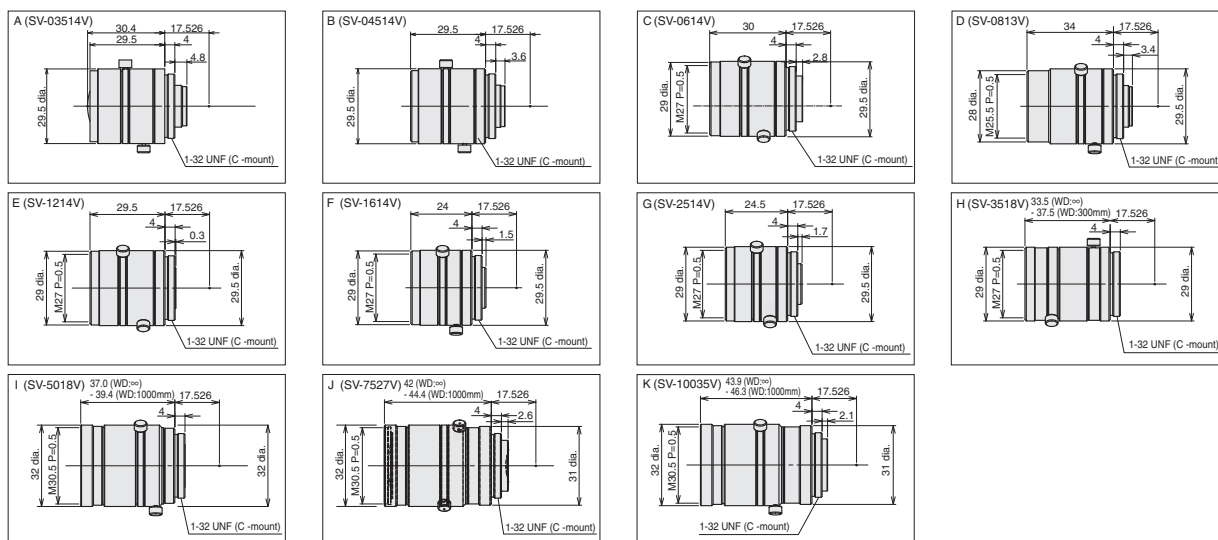 A (SV-03514V)
30.4
17.526
29.5
4
4.8
29.5 dia.
1-32 UNF (C -mount)
B (SV-04514V)
29.5
17.526
4
3.6
29.5 dia.
1-32 UNF (C -mount)
C (SV-0614V)
30
17.526
4
2.8
29 dia.
M27 P=0.5
29.5 dia.
1-32 UNF (C -mount)
D (SV-0813V)
34
17.526
4
3.4
28 dia.
M25.5 P=0.5
29.5 dia.
1-32 UNF (C -mount)
E (SV-1214V)
29.5
17.526
4
0.3
29 dia.
M27 P=0.5
29.5 dia.
1-32 UNF (C -mount)
F (SV-1614V)
24
17.526
4
1.5
29 dia.
M27 P=0.5
29.5 dia.
1-32 UNF (C -mount)
G (SV-2514V)
24.5
17.526
4
1.7
29 dia.
M27 P=0.5
29.5 dia.
1-32 UNF (C -mount)
H (SV-3518V)
33.5 (WD:∞)
- 37.5 (WD:300mm)
17.526
4
29 dia.
M27 P=0.5
29 dia.
1-32 UNF (C -mount)
I (SV-5018V)
37.0 (WD:∞)
- 39.4 (WD:1000mm)
17.526
4
32 dia.
M30.5 P=0.5
32 dia.
1-32 UNF (C -mount)
J (SV-7527V)
42 (WD:∞)
- 44.4 (WD:1000mm)
17.526
4
2.6
32 dia.
M30.5 P=0.5
31 dia.
1-32 UNF (C -mount)
K (SV-10035V)
43.9 (WD:∞)
- 46.3 (WD:1000mm)
17.526
4
2.1
32 dia.
M30.5 P=0.5
31 dia.
1-32 UNF (C -mount)